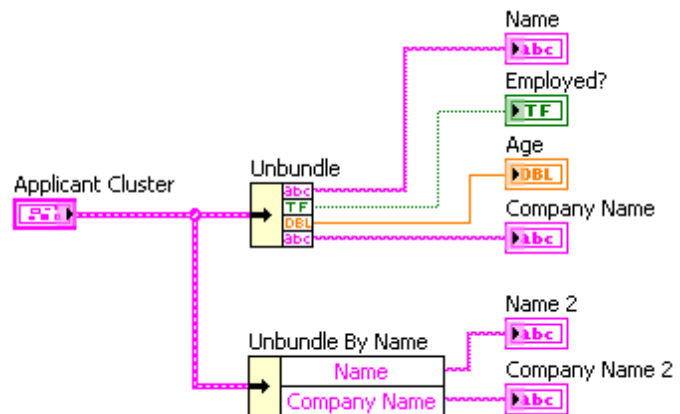 Name
abc
Employed?
TF
Age
DBL
Company Name
abc
Applicant Cluster
Unbundle
abc
TF
DBL
abc
Name 2
abc
Company Name 2
abc
Unbundle By Name
Name
Company Name